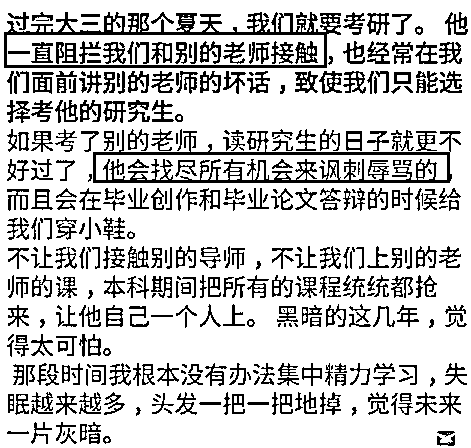 过完大三的那个夏天，我们就要考研了。 他
一直阻拦我们和别的老师接触，也经常在我
们面前讲别的老师的坏话，致使我们只能选
择考他的研究生。
如果考了别的老师，读研究生的日子就更不
好过了，他会找尽所有机会来讽刺辱骂的，
而且会在毕业创作和毕业论文答辩的时候给
我们穿小鞋。
不让我们接触别的导师，不让我们上别的老
师的课，本科期间把所有的课程统统都抢
来，让他自己一个人上。 黑暗的这几年，觉
得太可怕。
那段时间我根本没有办法集中精力学习，失
眠越来越多，头发一把一把地掉，觉得未来
一片灰暗。